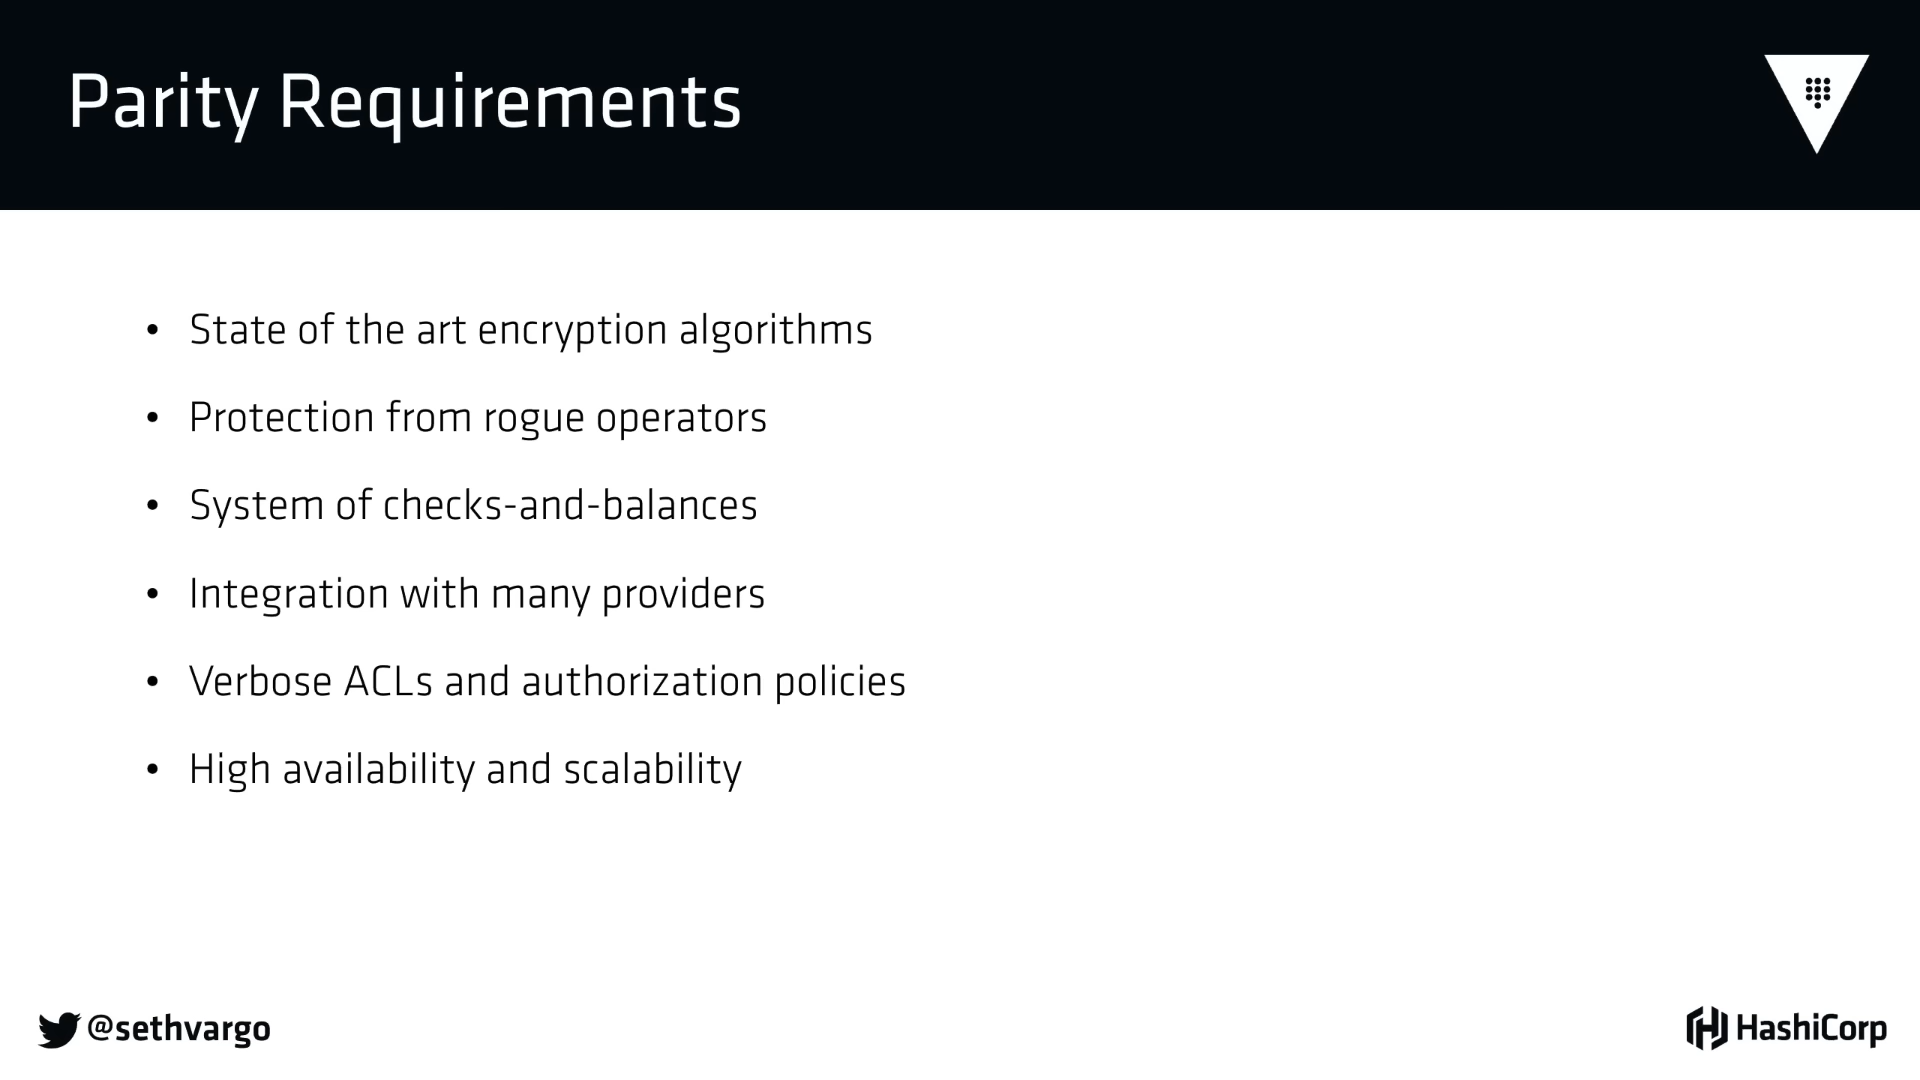 Parity Requirements
• State of the art encryption algorithms
• Protection from rogue operators
• System of checks-and-balances
• Integration with many providers
• Verbose ACLs and authorization policies
• High availability and scalability
@sethvargo
HashiCorp